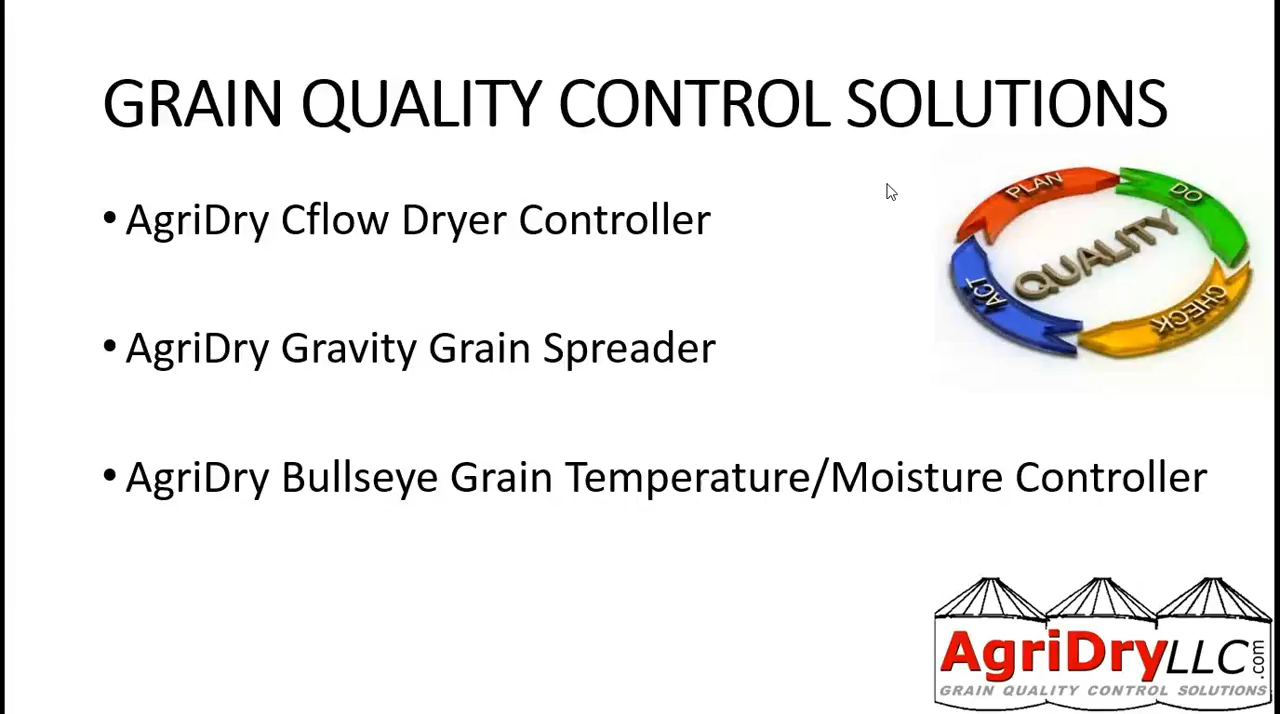 GRAIN QUALITY CONTROL SOLUTIONS
• AgriDry Cflow Dryer Controller
• AgriDry Gravity Grain Spreader
• AgriDry Bullseye Grain Temperature/Moisture Controller
PLAN
DO
QUALITY
ACT
CHECK
AgriDryLLC.com
GRAIN QUALITY CONTROL SOLUTIONS